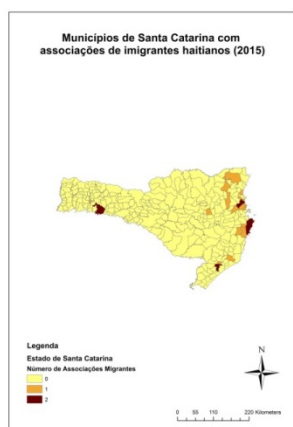 Municípios de Santa Catarina com
associações de imigrantes haitianos (2015)
Legenda
Estado de Santa Catarina
Número de Associações Migrantes
0
1
2
N
0 55 110 220 Kilometers